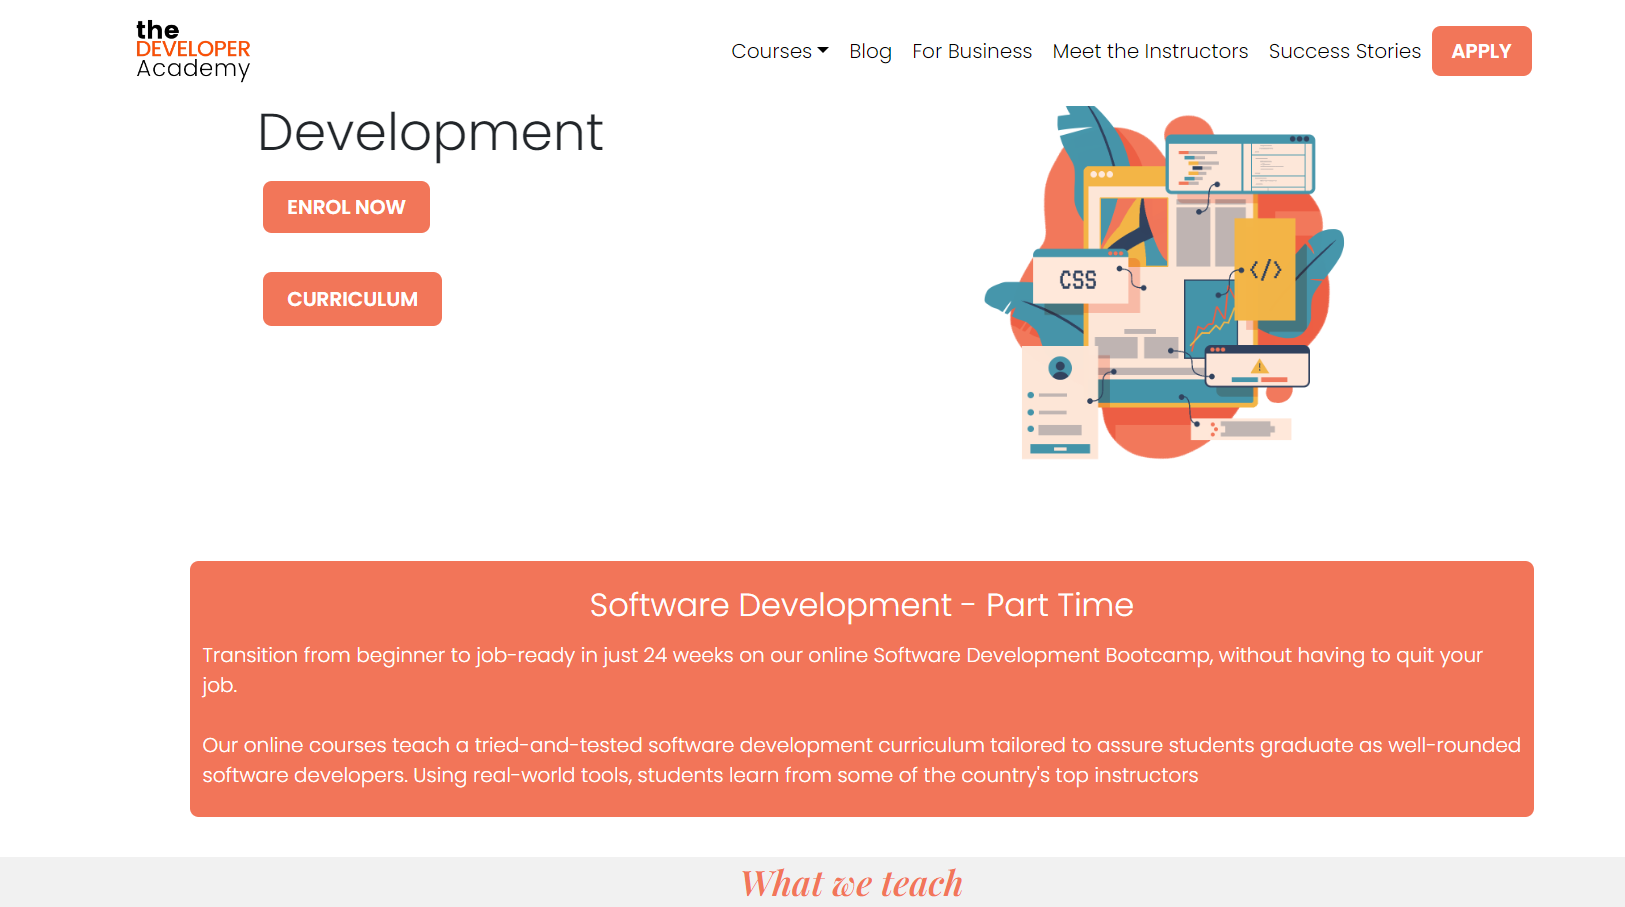 the
DEVELOPER
Academy
Courses Blog For Business Meet the Instructors Success Stories APPLY
Development
ENROL NOW
CURRICULUM
CSS
</>
!
Software Development - Part Time
Transition from beginner to job-ready in just 24 weeks on our online Software Development Bootcamp, without having to quit your
job.
Our online courses teach a tried-and-tested software development curriculum tailored to assure students graduate as well-rounded
software developers. Using real-world tools, students learn from some of the country's top instructors
What we teach